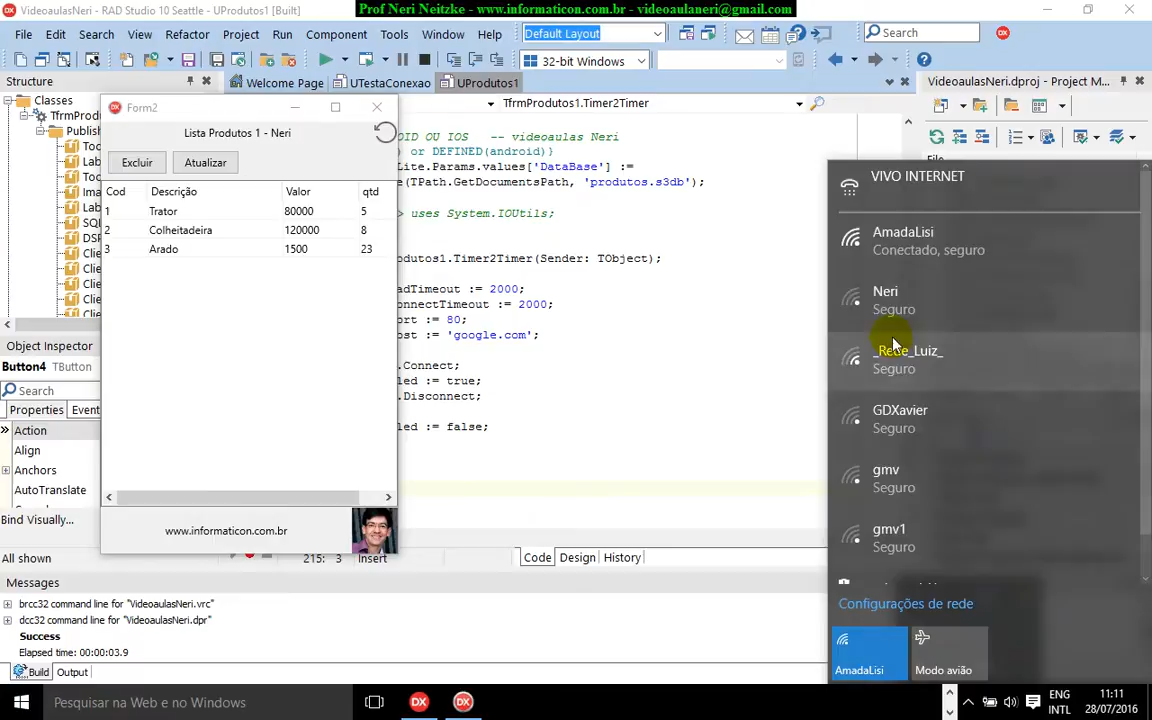 VideoaulasNeri - RAD Studio 10 Seattle - UProdutos1 [Built]
Prof Neri Neitzke - www.informaticon.com.br - videoaulaneri@gmail.com
File Edit Search View Refactor Project Run Component Tools Window Help
Default Layout
Search
32-bit Windows
Structure
Welcome Page
UTestaConexao
UProdutos1
VideoaulasNeri.dproj - Project M...
Classes
TfrmProdutos1.Timer2Timer
Publish
Form2
Lista Produtos 1 - Neri
Excluir
Atualizar
Cod Descrição Valor qtd
1 Trator 80000 5
2 Colheitadeira 120000 8
3 Arado 1500 23
www.informaticon.com.br
OID OU IOS -- videoaulas Neri
) or DEFINED(android)}
Lite.Params.values['DataBase'] :=
e(TPath.GetDocumentsPath, 'produtos.s3db');
> uses System.IOUtils;
odutos1.Timer2Timer(Sender: TObject);
adTimeout := 2000;
onnectTimeout := 2000;
ort := 80;
ost := 'google.com';
.Connect;
led := true;
.Disconnect;
led := false;
File
VIVO INTERNET
AmadaLisi
Conectado, seguro
Neri
Seguro
_Rede_Luiz_
Seguro
GDXavier
Seguro
gmv
Seguro
gmv1
Seguro
Configurações de rede
AmadaLisi
Modo avião
Object Inspector
Button4 TButton
Search
Properties Event
Action
Align
Anchors
AutoTranslate
Bind Visually...
All shown
215: 3
Insert
Code Design History
Messages
brcc32 command line for "VideoaulasNeri.vrc"
dcc32 command line for "VideoaulasNeri.dpr"
Success
Elapsed time: 00:00:03.9
Build
Output
Pesquisar na Web e no Windows
ENG
INTL
11:11
28/07/2016